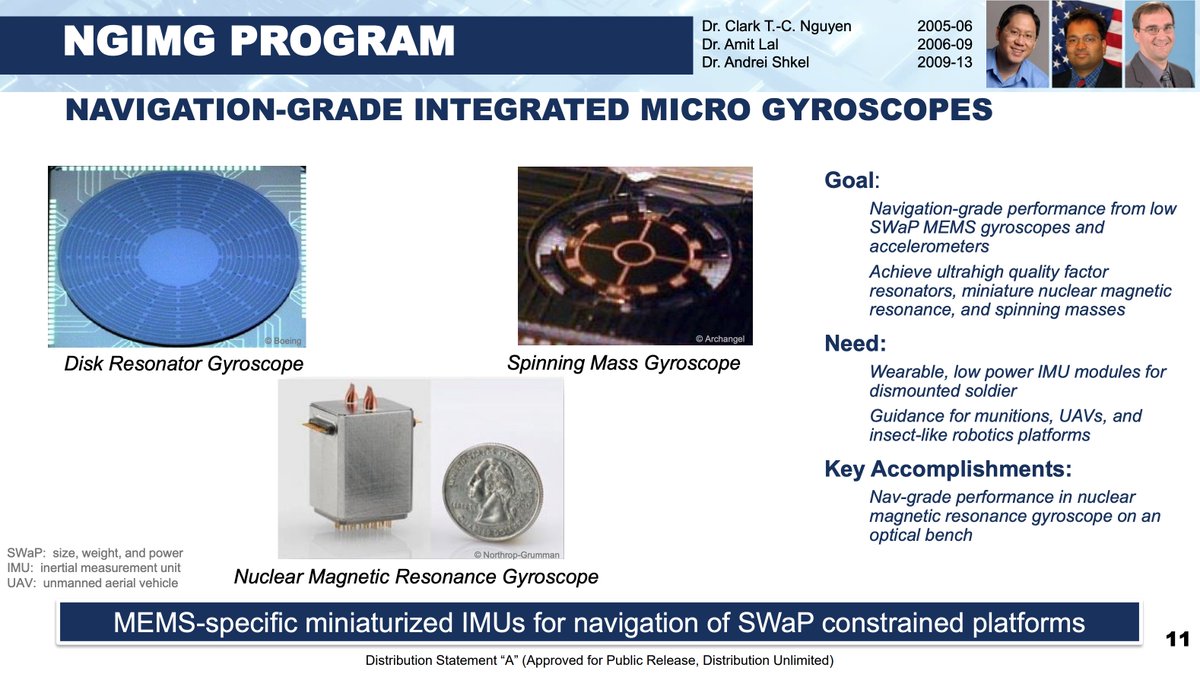 NGIMG PROGRAM
Dr. Clark T.-C. Nguyen 2005-06
Dr. Amit Lal 2006-09
Dr. Andrei Shkel 2009-13
NAVIGATION-GRADE INTEGRATED MICRO GYROSCOPES
© Boeing
Disk Resonator Gyroscope
© Archangel
Spinning Mass Gyroscope
© Northrop-Grumman
Nuclear Magnetic Resonance Gyroscope
Goal:
Navigation-grade performance from low
SWaP MEMS gyroscopes and
accelerometers
Achieve ultrahigh quality factor
resonators, miniature nuclear magnetic
resonance, and spinning masses
Need:
Wearable, low power IMU modules for
dismounted soldier
Guidance for munitions, UAVs, and
insect-like robotics platforms
Key Accomplishments:
Nav-grade performance in nuclear
magnetic resonance gyroscope on an
optical bench
SWaP: size, weight, and power
IMU: inertial measurement unit
UAV: unmanned aerial vehicle
MEMS-specific miniaturized IMUs for navigation of SWaP constrained platforms
11
Distribution Statement “A” (Approved for Public Release, Distribution Unlimited)